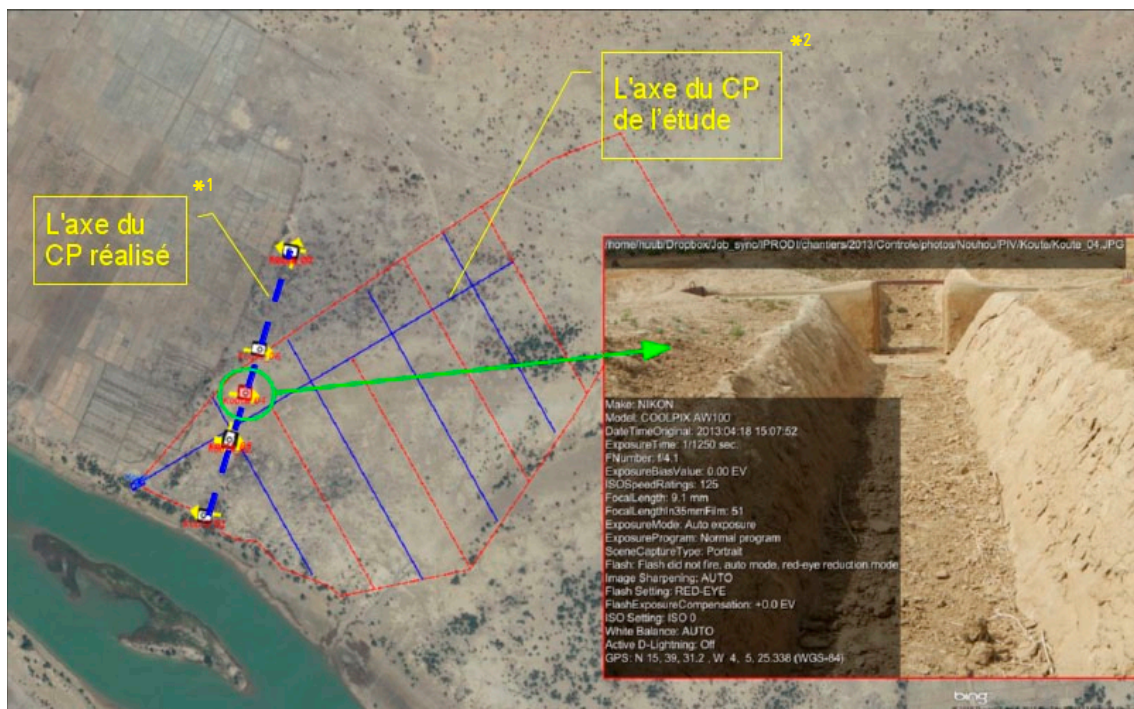 *2
L'axe du CP
de l'étude
*1
L'axe du
CP réalisé
/home/nuub/Dropbox/Job_sync/IPRODI/chantiers/2013/Controle/photos/Nouhou/PIV/Koute/Koute_04.JPG
Make: NIKON
Model: COOLPIX AW100
DateTimeOriginal: 2013:04:18 15:07:52
ExposureTime: 1/1250 sec.
FNumber: f/4.1
ExposureBiasValue: 0.00 EV
ISOSpeedRatings: 125
FocalLength: 9.1 mm
FocalLengthIn35mmFilm: 51
ExposureMode: Auto exposure
ExposureProgram: Normal program
SceneCaptureType: Portrait
Flash: Flash did not fire, auto mode, red-eye reduction mode
Image Sharpening: AUTO
Flash Setting: RED-EYE
FlashExposureCompensation: +0.0 EV
ISO Setting: ISO 0
White Balance: AUTO
Active D-Lightning: Off
GPS: N 15, 39, 31.2 , W 4, 5, 25.338 (WGS-84)
bing